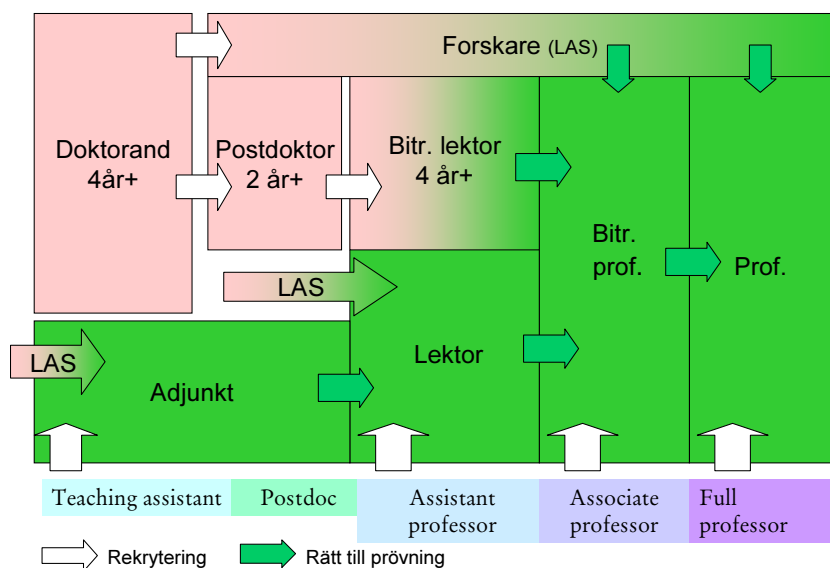 Forskare (LAS)
Doktorand
4år+
Postdoktor
2 år+
Bitr. lektor
4 år+
Bitr.
prof.
Prof.
LAS
Lektor
LAS
Adjunkt
Teaching assistant
Postdoc
Assistant
professor
Associate
professor
Full
professor
Rekrytering
Rätt till prövning